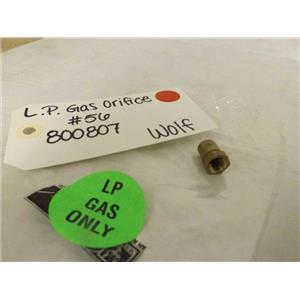 L.P. Gas Orifice
#56
800807
Wolf
LP
GAS
ONLY